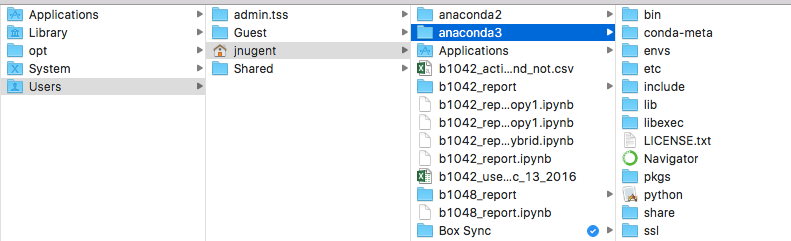 Applications
Library
opt
System
Users
admin.tss
Guest
jnugent
Shared
anaconda2
anaconda3
Applications
b1042_acti...nd_not.csv
b1042_report
b1042_rep...opy1.ipynb
b1042_rep...opy1.ipynb
b1042_rep...ybrid.ipynb
b1042_report.ipynb
b1042_use...c_13_2016
b1048_report
b1048_report.ipynb
Box Sync
bin
conda-meta
envs
etc
include
lib
libexec
LICENSE.txt
Navigator
pkgs
python
share
ssl